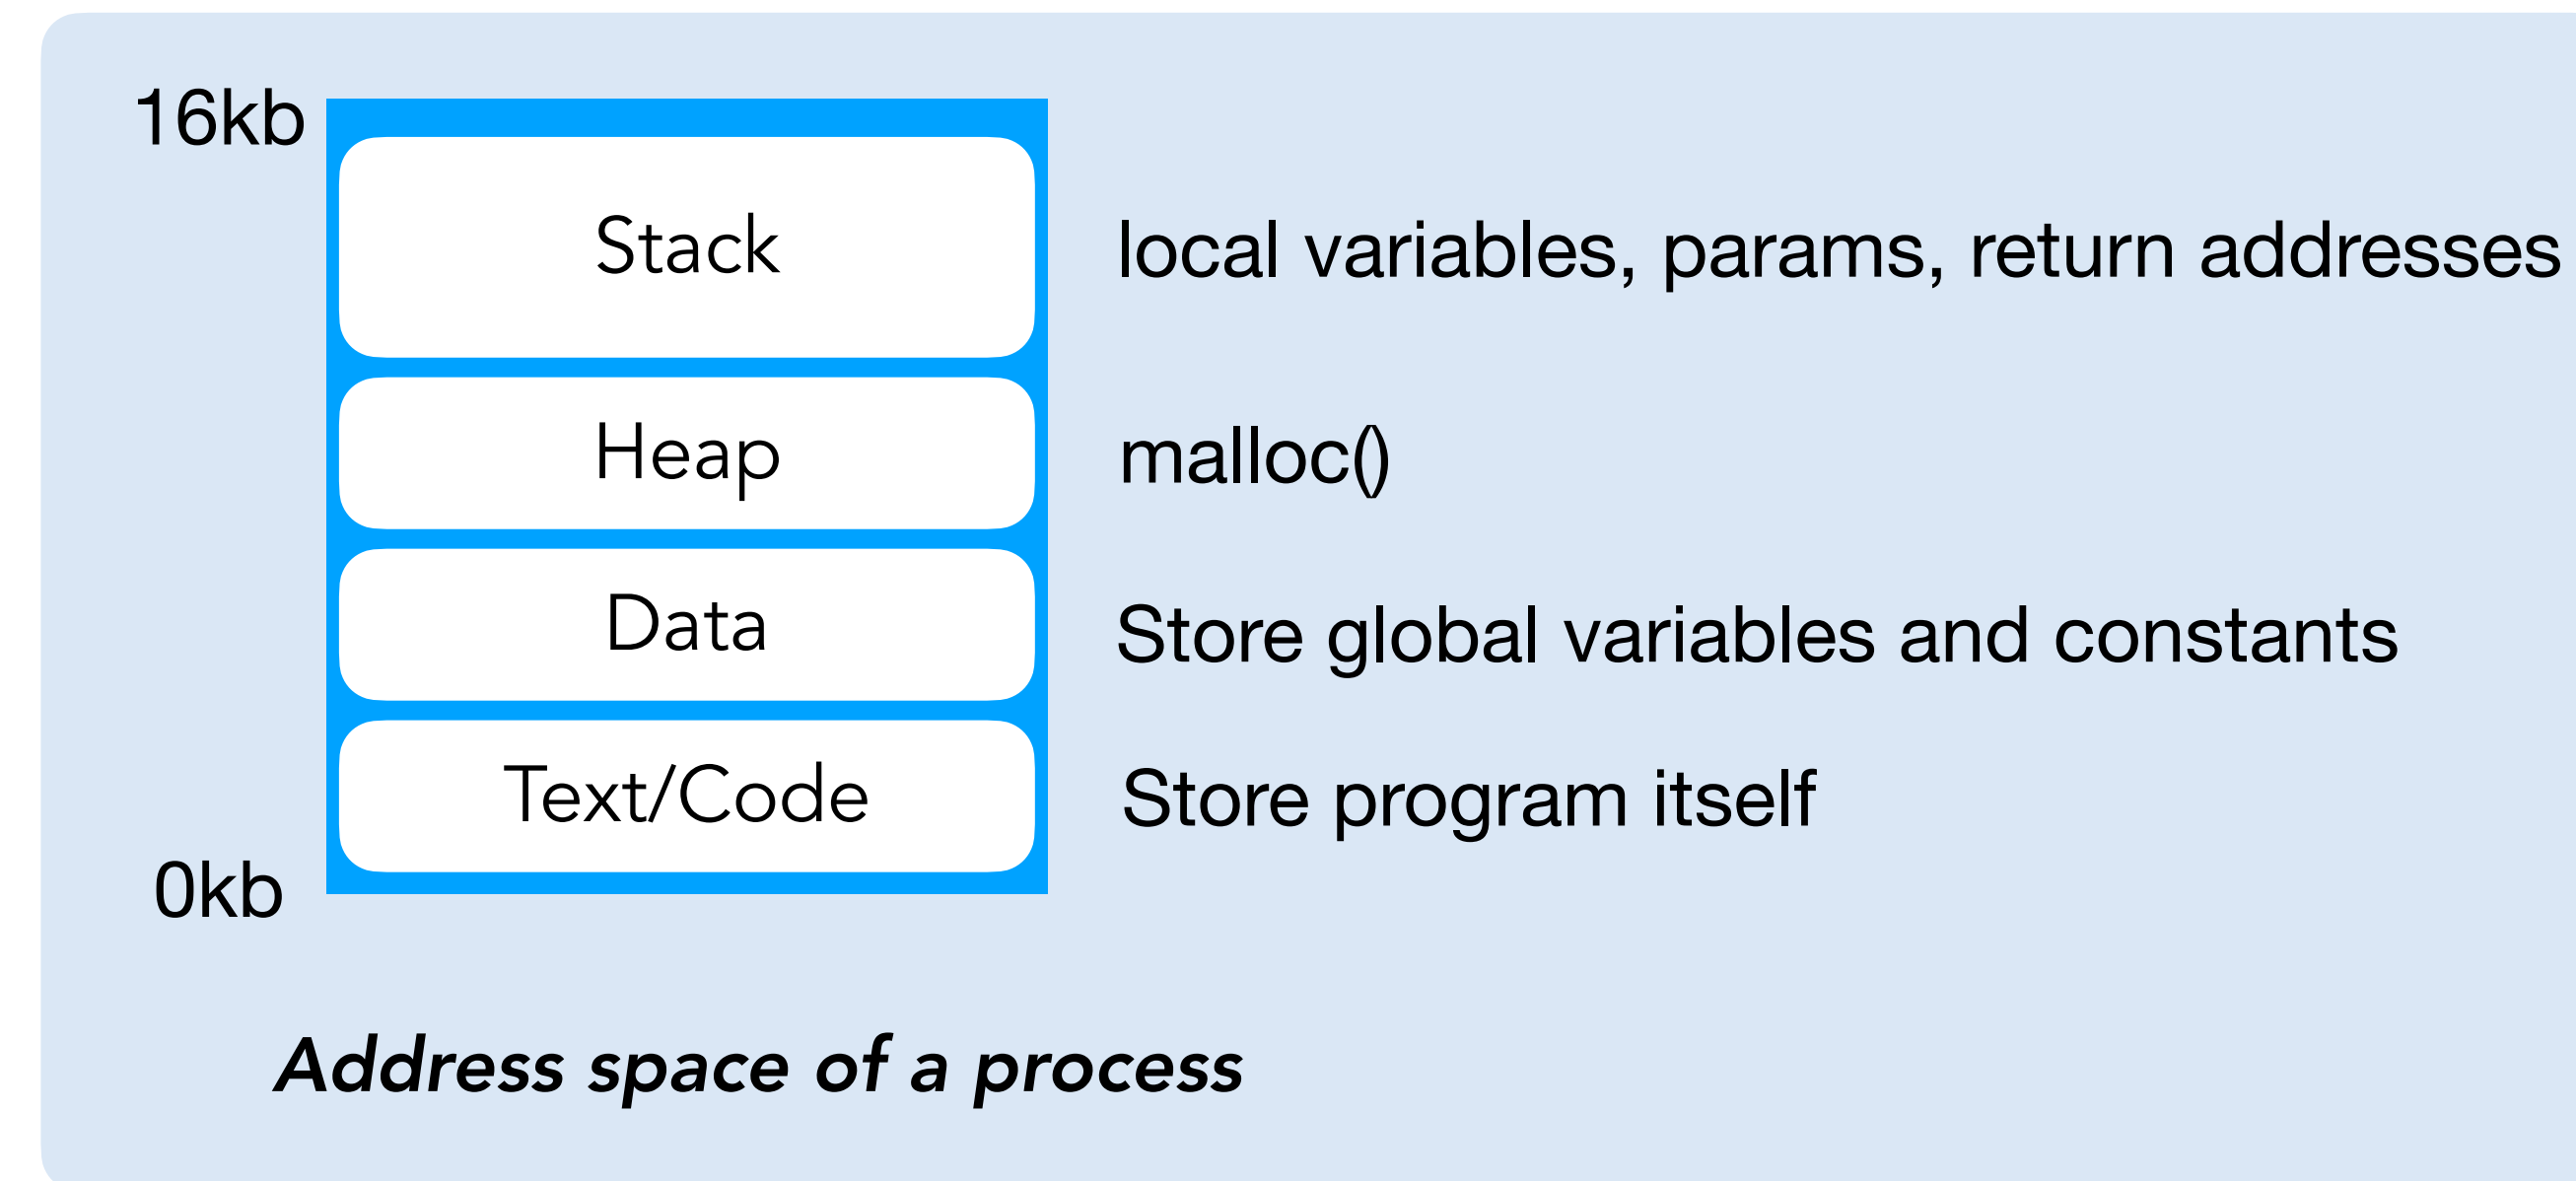 16kb
Stack
local variables, params, return addresses
Heap
malloc()
Data
Store global variables and constants
Text/Code
Store program itself
0kb
Address space of a process